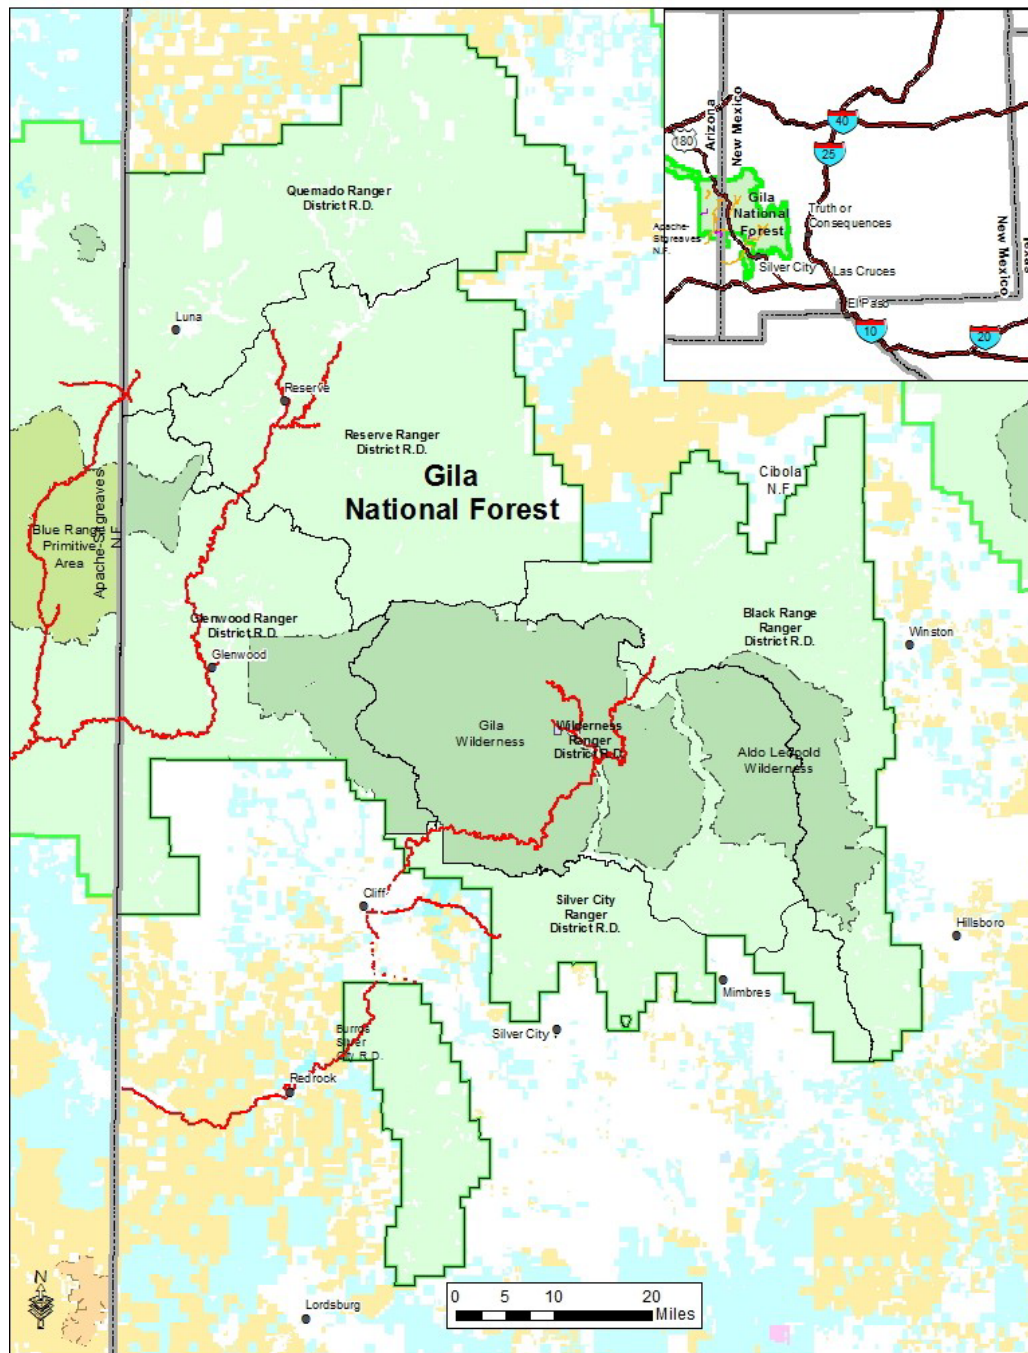 Quemado Ranger
District R.D.
Luna
Reserve
Reserve Ranger
District R.D.
Gila
National Forest
Cibola
N.F.
Apache-Sitgreaves
N.F.
Blue Range
Primitive
Area
Glenwood Ranger
District R.D.
Glenwood
Black Range
Ranger
District R.D.
Winston
Gila
Wilderness
Wilderness
Ranger
District R.D.
Aldo Leopold
Wilderness
Cliff
Silver City
Ranger
District R.D.
Hillsboro
Mimbres
Silver City
Burros
Silver
City R.D.
Redrock
Lordsburg
N
0 5 10 20
Miles
Arizona
New Mexico
180
40
25
Gila
National
Forest
Apache-
Sitgreaves
N.F.
Truth or
Consequences
Silver City
Las Cruces
El Paso
New Mexico
Texas
10
20